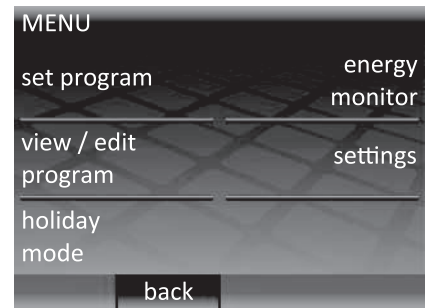 MENU
set program
energy
monitor
view / edit
program
settings
holiday
mode
back